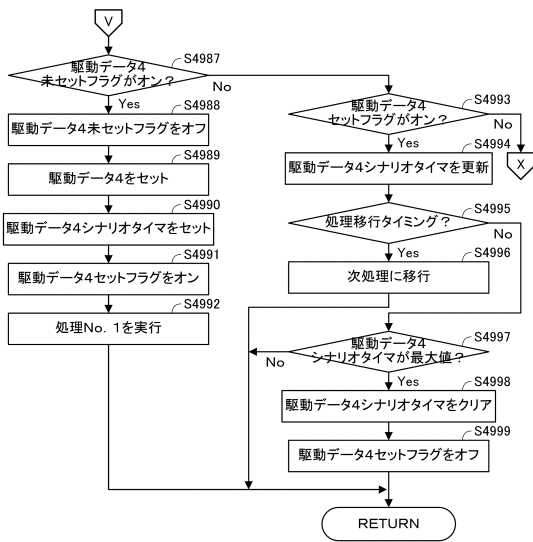 V
S4987
駆動データ4
未セットフラグがオン？
No
Yes
S4988
駆動データ4未セットフラグをオフ
S4989
駆動データ4をセット
S4990
駆動データ4シナリオタイマをセット
S4991
駆動データ4セットフラグをオン
S4992
処理No. 1を実行
S4993
駆動データ4
セットフラグがオン？
No
X
Yes
S4994
駆動データ4シナリオタイマを更新
S4995
処理移行タイミング？
No
Yes
S4996
次処理に移行
S4997
駆動データ4
シナリオタイマが最大値？
No
Yes
S4998
駆動データ4シナリオタイマをクリア
S4999
駆動データ4セットフラグをオフ
RETURN